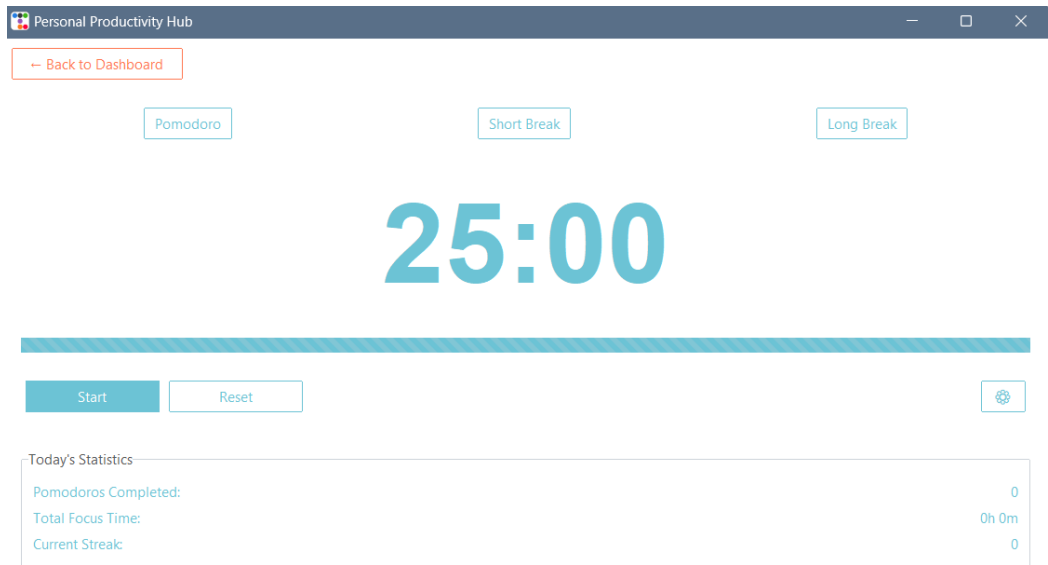 Personal Productivity Hub
← Back to Dashboard
Pomodoro Short Break Long Break
25:00
Start Reset
Today's Statistics
Pomodoros Completed: 0
Total Focus Time: 0h 0m
Current Streak: 0